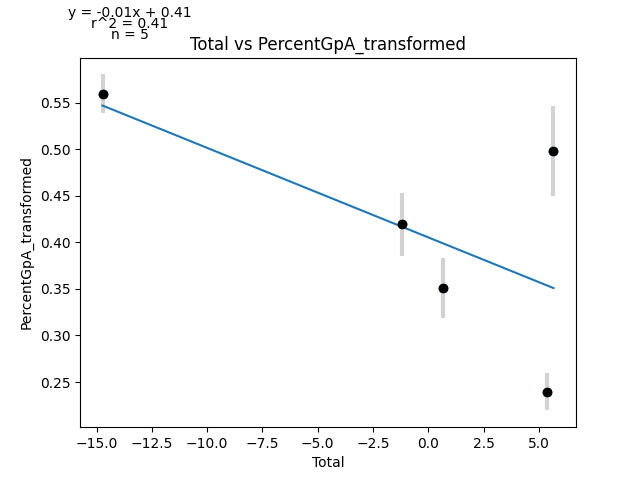 y = -0.01x + 0.41
r^2 = 0.41
n = 5
Total vs PercentGpA_transformed
PercentGpA_transformed
0.55
0.50
0.45
0.40
0.35
0.30
0.25
−15.0 −12.5 −10.0 −7.5 −5.0 −2.5 0.0 2.5 5.0
Total